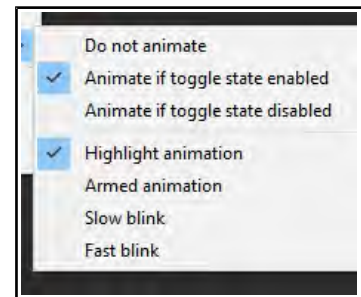 Do not animate
Animate if toggle state enabled
Animate if toggle state disabled
Highlight animation
Armed animation
Slow blink
Fast blink